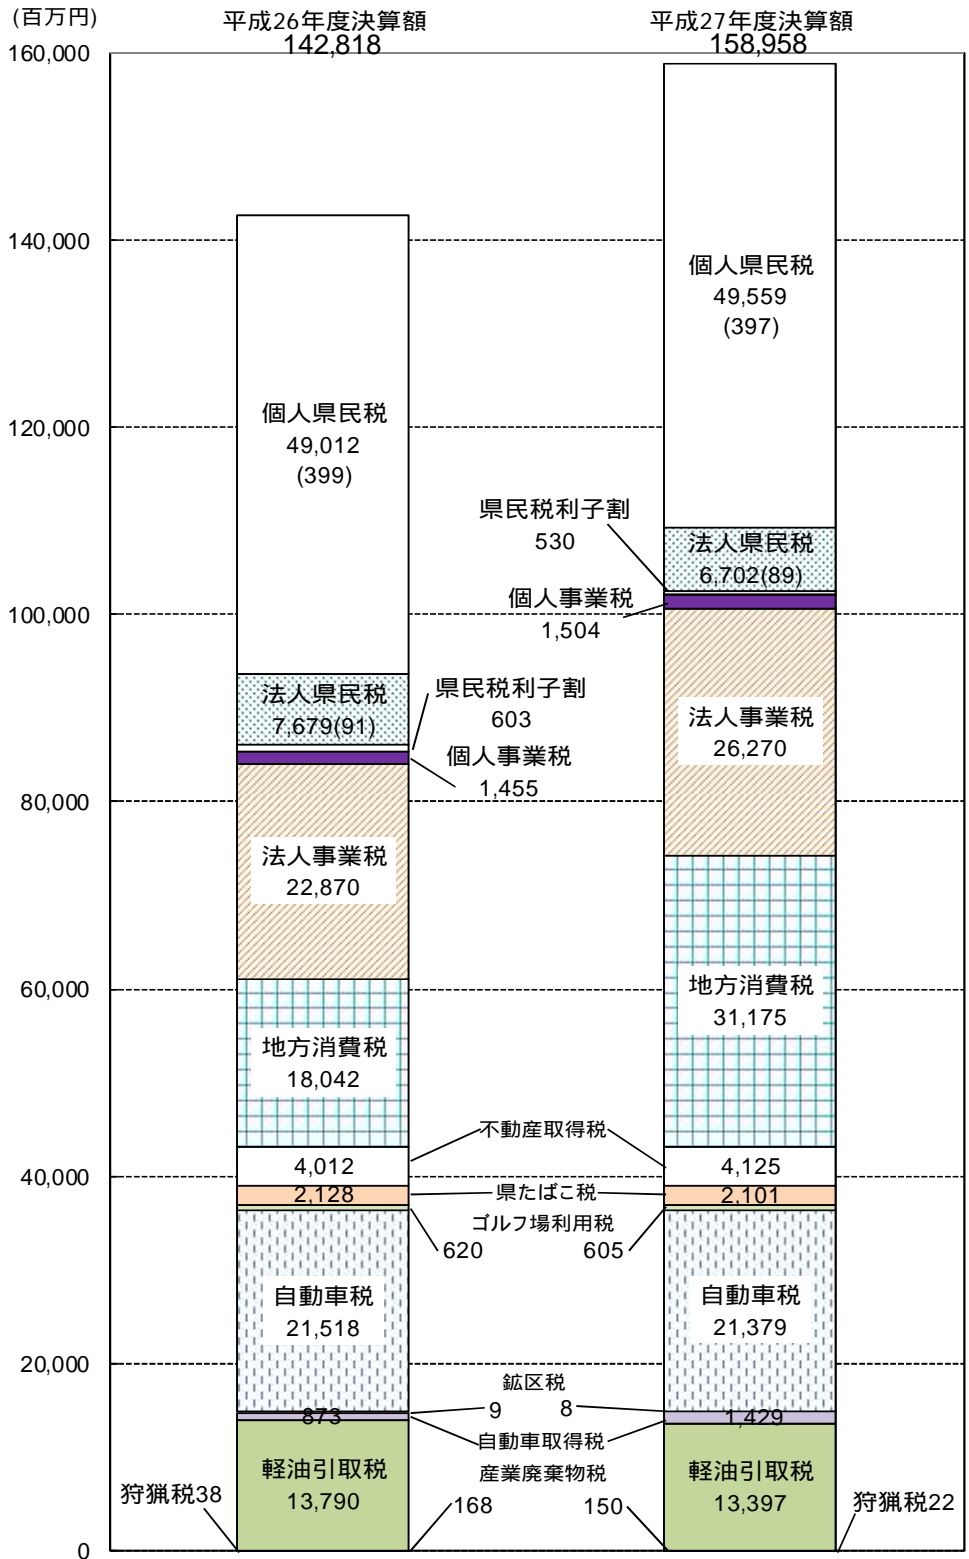 (百万円)
平成26年度決算額
142,818
平成27年度決算額
158,958
160,000
140,000
120,000
100,000
80,000
60,000
40,000
20,000
0
個人県民税
49,012
(399)
法人県民税
7,679(91)
県民税利子割
603
個人事業税
1,455
法人事業税
22,870
地方消費税
18,042
4,012
2,128
620
自動車税
21,518
9
873
軽油引取税
13,790
168
狩猟税38
不動産取得税
県たばこ税
ゴルフ場利用税
鉱区税
自動車取得税
産業廃棄物税
個人県民税
49,559
(397)
県民税利子割
530
法人県民税
6,702(89)
個人事業税
1,504
法人事業税
26,270
地方消費税
31,175
4,125
2,101
605
自動車税
21,379
8
1,429
軽油引取税
13,397
150
狩猟税22